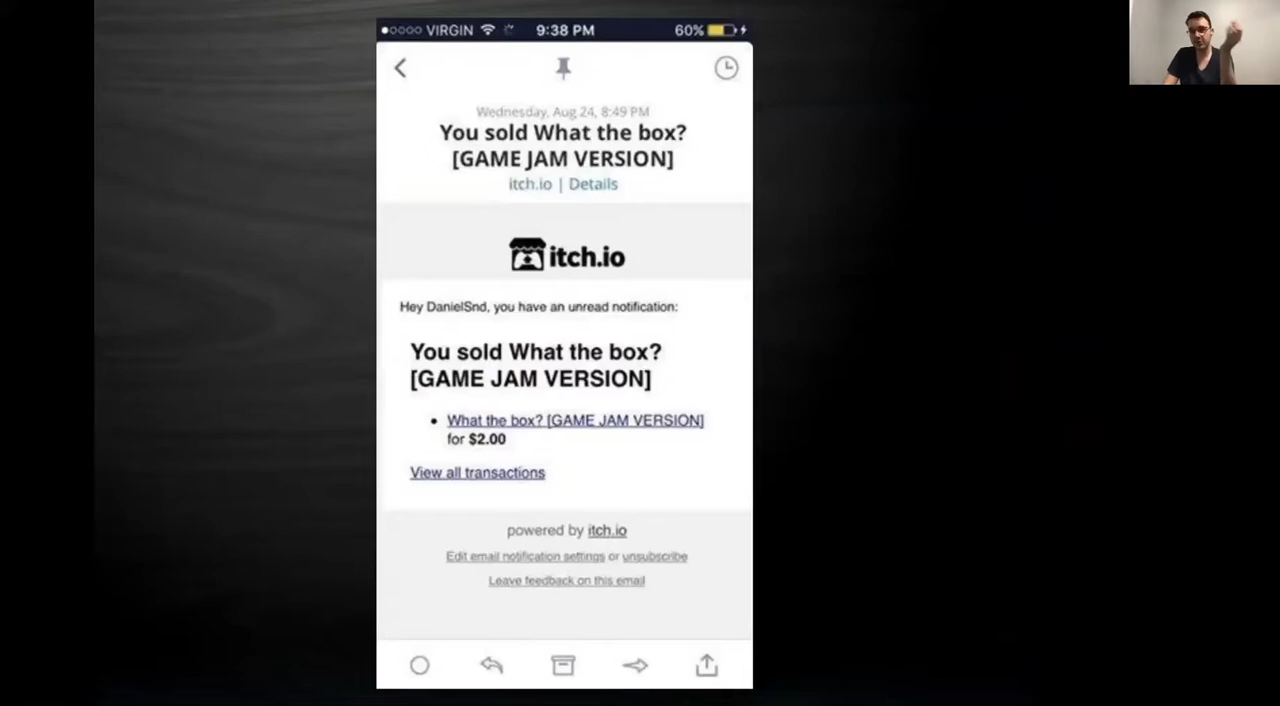 VIRGIN 9:38 PM 60%
Wednesday, Aug 24, 8:49 PM
You sold What the box?
[GAME JAM VERSION]
itch.io | Details
itch.io
Hey DanielSnd, you have an unread notification:
You sold What the box?
[GAME JAM VERSION]
What the box? [GAME JAM VERSION]
for $2.00
View all transactions
powered by itch.io
Edit email notification settings or unsubscribe
Leave feedback on this email